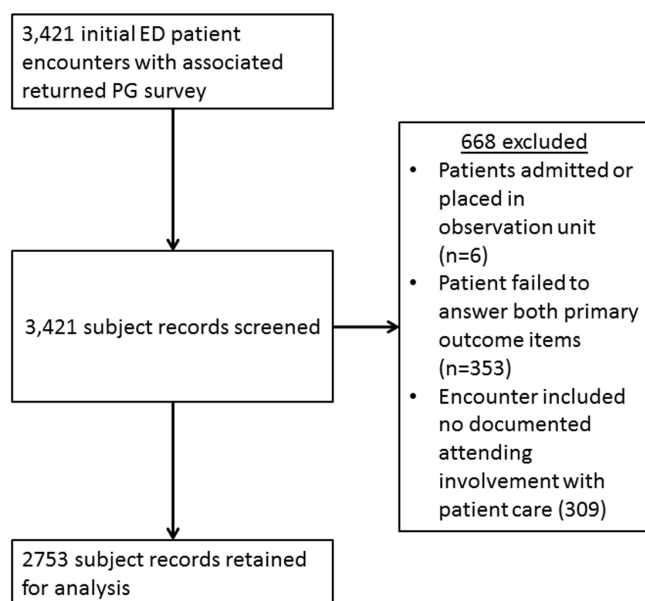 3,421 initial ED patient
encounters with associated
returned PG survey
3,421 subject records screened
668 excluded
• Patients admitted or
placed in
observation unit
(n=6)
• Patient failed to
answer both primary
outcome items
(n=353)
• Encounter included
no documented
attending
involvement with
patient care (309)
2753 subject records retained
for analysis